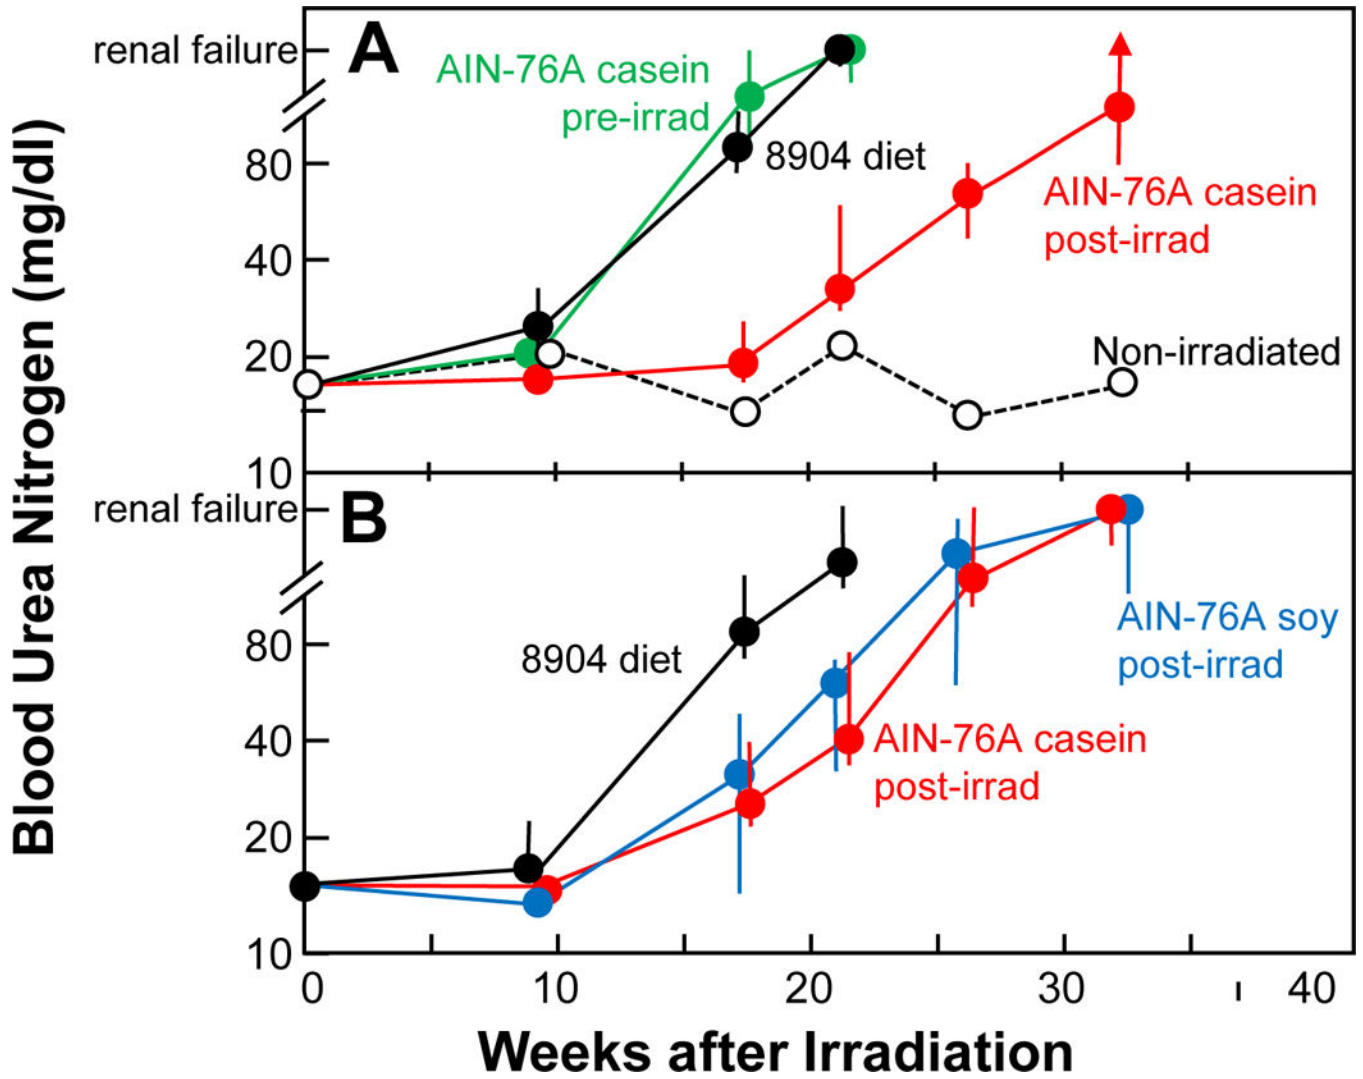 A
renal failure
AIN-76A casein
pre-irrad
8904 diet
80
AIN-76A casein
post-irrad
40
Non-irradiated
20
10
Blood Urea Nitrogen (mg/dl)
renal failure
B
AIN-76A soy
post-irrad
80
8904 diet
AIN-76A casein
post-irrad
40
20
10
0 10 20 30 40
Weeks after Irradiation